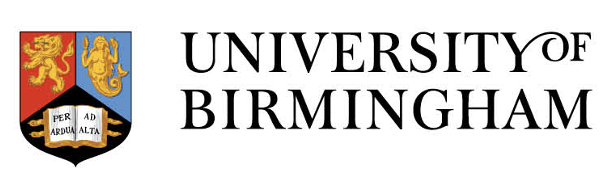 UNIVERSITY OF
BIRMINGHAM
PER AD
ARDUA ALTA